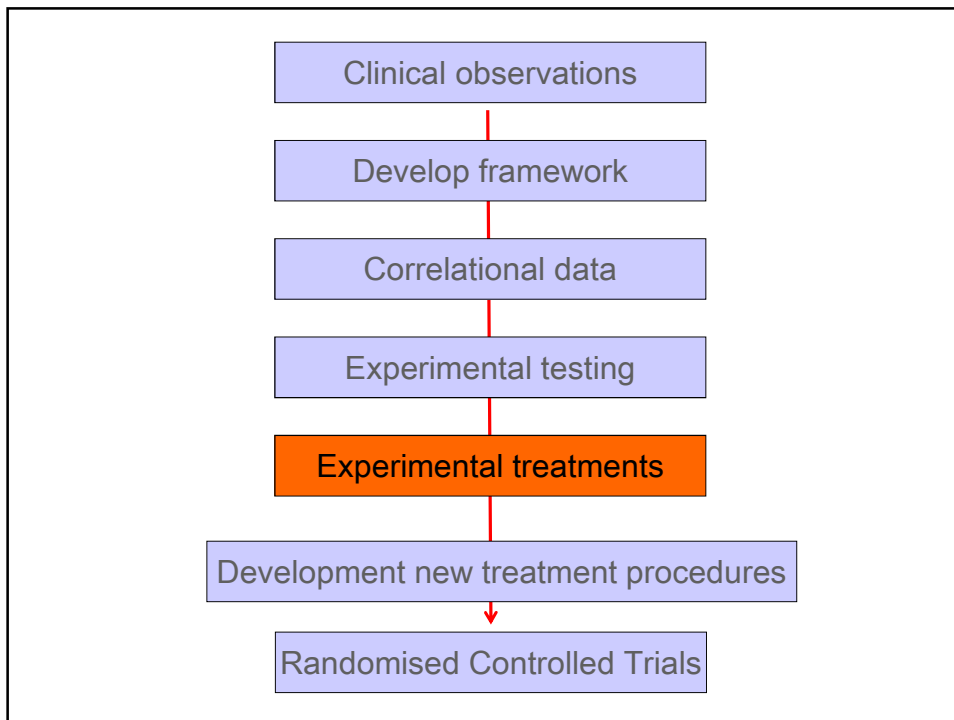 Clinical observations
Develop framework
Correlational data
Experimental testing
Experimental treatments
Development new treatment procedures
Randomised Controlled Trials